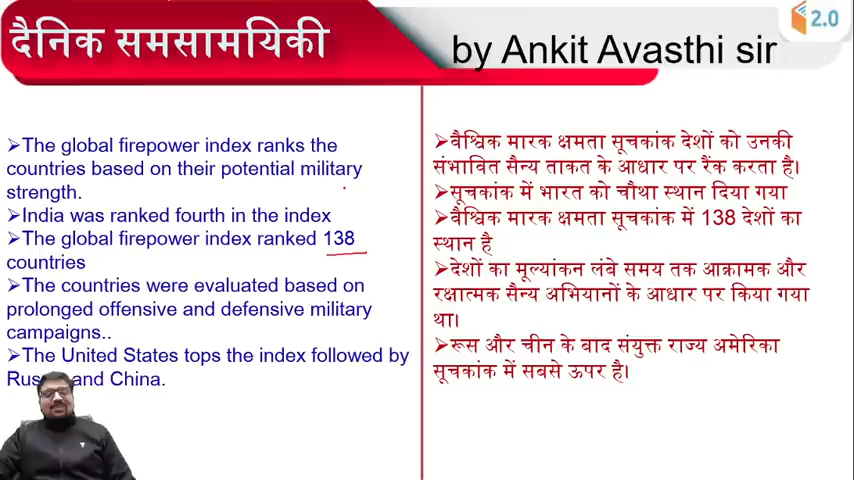 दैनिक समसामयिकी
by Ankit Avasthi sir
2.0
➢The global firepower index ranks the
countries based on their potential military
strength.
➢India was ranked fourth in the index
➢The global firepower index ranked 138
countries
➢The countries were evaluated based on
prolonged offensive and defensive military
campaigns..
➢The United States tops the index followed by
and China.
➢वैश्विक मारक क्षमता सूचकांक देशों को उनकी
संभावित सैन्य ताकत के आधार पर रैंक करता है।
➢सूचकांक में भारत को चौथा स्थान दिया गया
➢वैश्विक मारक क्षमता सूचकांक में 138 देशों का
स्थान है
➢देशों का मूल्यांकन लंबे समय तक आक्रामक और
रक्षात्मक सैन्य अभियानों के आधार पर किया गया
था।
➢रूस और चीन के बाद संयुक्त राज्य अमेरिका
सूचकांक में सबसे ऊपर है।